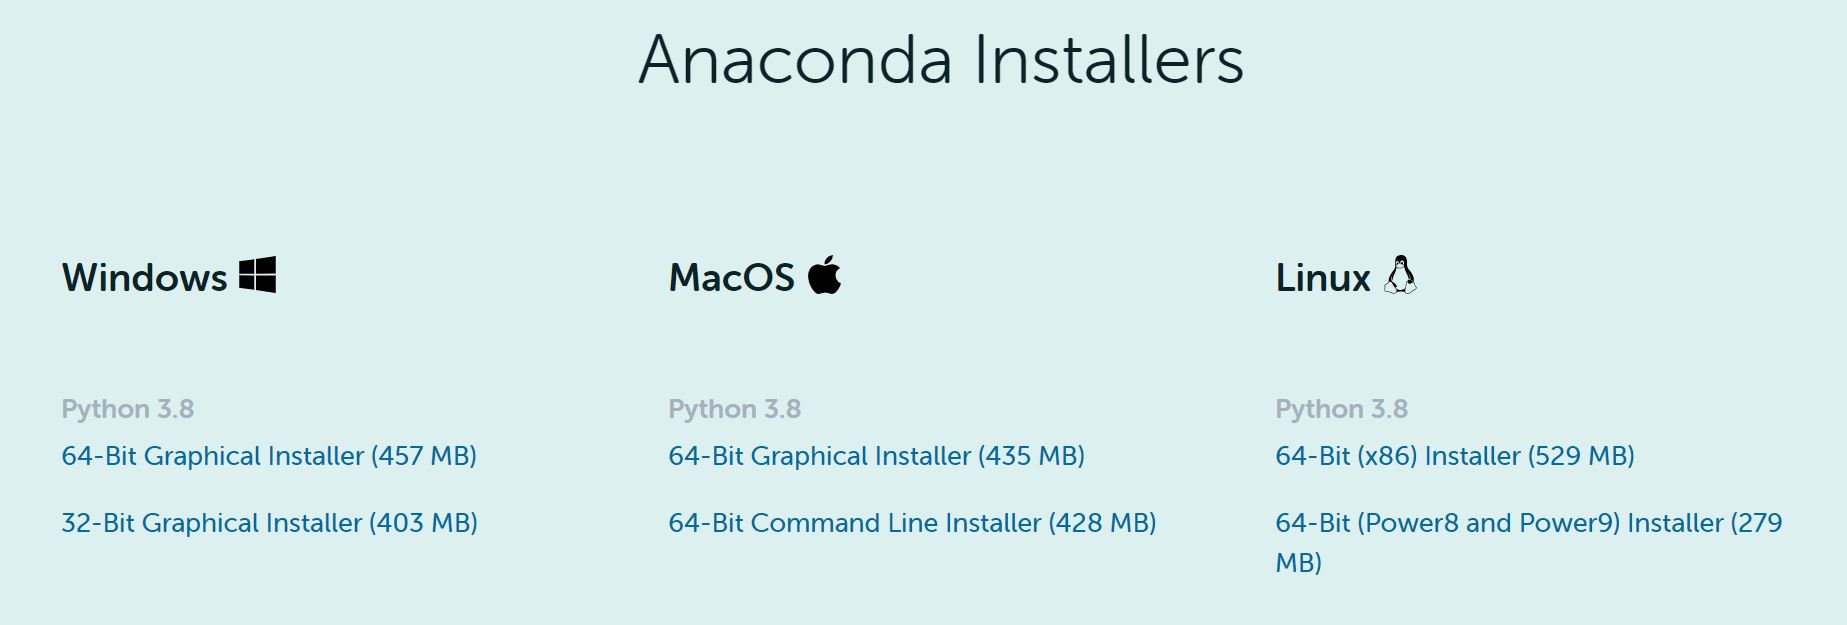 Anaconda Installers
Windows
Python 3.8
64-Bit Graphical Installer (457 MB)
32-Bit Graphical Installer (403 MB)
MacOS
Python 3.8
64-Bit Graphical Installer (435 MB)
64-Bit Command Line Installer (428 MB)
Linux
Python 3.8
64-Bit (x86) Installer (529 MB)
64-Bit (Power8 and Power9) Installer (279
MB)